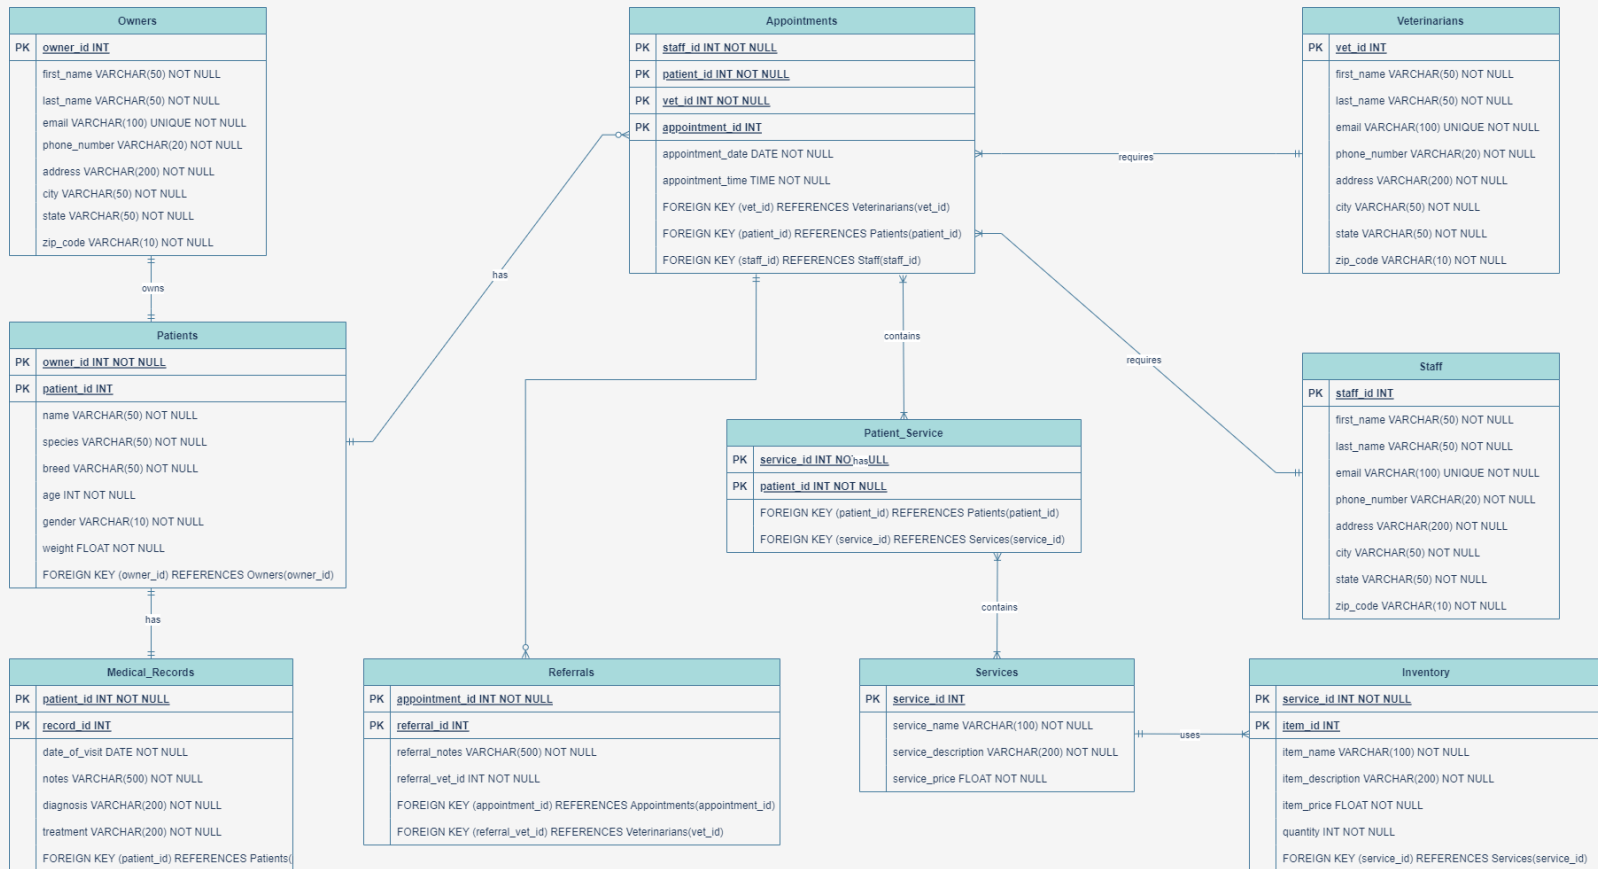 Owners
PK owner_id INT
first_name VARCHAR(50) NOT NULL
last_name VARCHAR(50) NOT NULL
email VARCHAR(100) UNIQUE NOT NULL
phone_number VARCHAR(20) NOT NULL
address VARCHAR(200) NOT NULL
city VARCHAR(50) NOT NULL
state VARCHAR(50) NOT NULL
zip_code VARCHAR(10) NOT NULL
owns
Patients
PK owner_id INT NOT NULL
PK patient_id INT
name VARCHAR(50) NOT NULL
species VARCHAR(50) NOT NULL
breed VARCHAR(50) NOT NULL
age INT NOT NULL
gender VARCHAR(10) NOT NULL
weight FLOAT NOT NULL
FOREIGN KEY (owner_id) REFERENCES Owners(owner_id)
has
Medical_Records
PK patient_id INT NOT NULL
PK record_id INT
date_of_visit DATE NOT NULL
notes VARCHAR(500) NOT NULL
diagnosis VARCHAR(200) NOT NULL
treatment VARCHAR(200) NOT NULL
FOREIGN KEY (patient_id) REFERENCES Patients(
has
Appointments
PK staff_id INT NOT NULL
PK patient_id INT NOT NULL
PK vet_id INT NOT NULL
PK appointment_id INT
appointment_date DATE NOT NULL
appointment_time TIME NOT NULL
FOREIGN KEY (vet_id) REFERENCES Veterinarians(vet_id)
FOREIGN KEY (patient_id) REFERENCES Patients(patient_id)
FOREIGN KEY (staff_id) REFERENCES Staff(staff_id)
contains
Patient_Service
PK service_id INT NOT NULL
has
PK patient_id INT NOT NULL
FOREIGN KEY (patient_id) REFERENCES Patients(patient_id)
FOREIGN KEY (service_id) REFERENCES Services(service_id)
contains
Referrals
PK appointment_id INT NOT NULL
PK referral_id INT
referral_notes VARCHAR(500) NOT NULL
referral_vet_id INT NOT NULL
FOREIGN KEY (appointment_id) REFERENCES Appointments(appointment_id)
FOREIGN KEY (referral_vet_id) REFERENCES Veterinarians(vet_id)
Services
PK service_id INT
service_name VARCHAR(100) NOT NULL
service_description VARCHAR(200) NOT NULL
service_price FLOAT NOT NULL
uses
requires
requires
Veterinarians
PK vet_id INT
first_name VARCHAR(50) NOT NULL
last_name VARCHAR(50) NOT NULL
email VARCHAR(100) UNIQUE NOT NULL
phone_number VARCHAR(20) NOT NULL
address VARCHAR(200) NOT NULL
city VARCHAR(50) NOT NULL
state VARCHAR(50) NOT NULL
zip_code VARCHAR(10) NOT NULL
Staff
PK staff_id INT
first_name VARCHAR(50) NOT NULL
last_name VARCHAR(50) NOT NULL
email VARCHAR(100) UNIQUE NOT NULL
phone_number VARCHAR(20) NOT NULL
address VARCHAR(200) NOT NULL
city VARCHAR(50) NOT NULL
state VARCHAR(50) NOT NULL
zip_code VARCHAR(10) NOT NULL
Inventory
PK service_id INT NOT NULL
PK item_id INT
item_name VARCHAR(100) NOT NULL
item_description VARCHAR(200) NOT NULL
item_price FLOAT NOT NULL
quantity INT NOT NULL
FOREIGN KEY (service_id) REFERENCES Services(service_id)